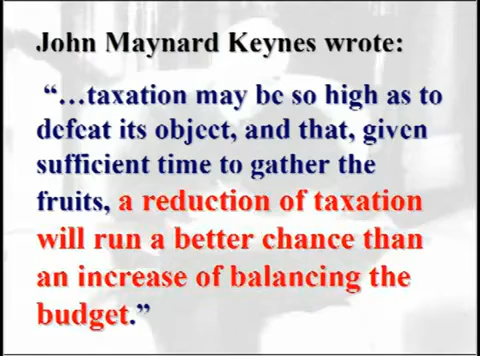 John Maynard Keynes wrote:
“…taxation may be so high as to
defeat its object, and that, given
sufficient time to gather the
fruits, a reduction of taxation
will run a better chance than
an increase of balancing the
budget.”